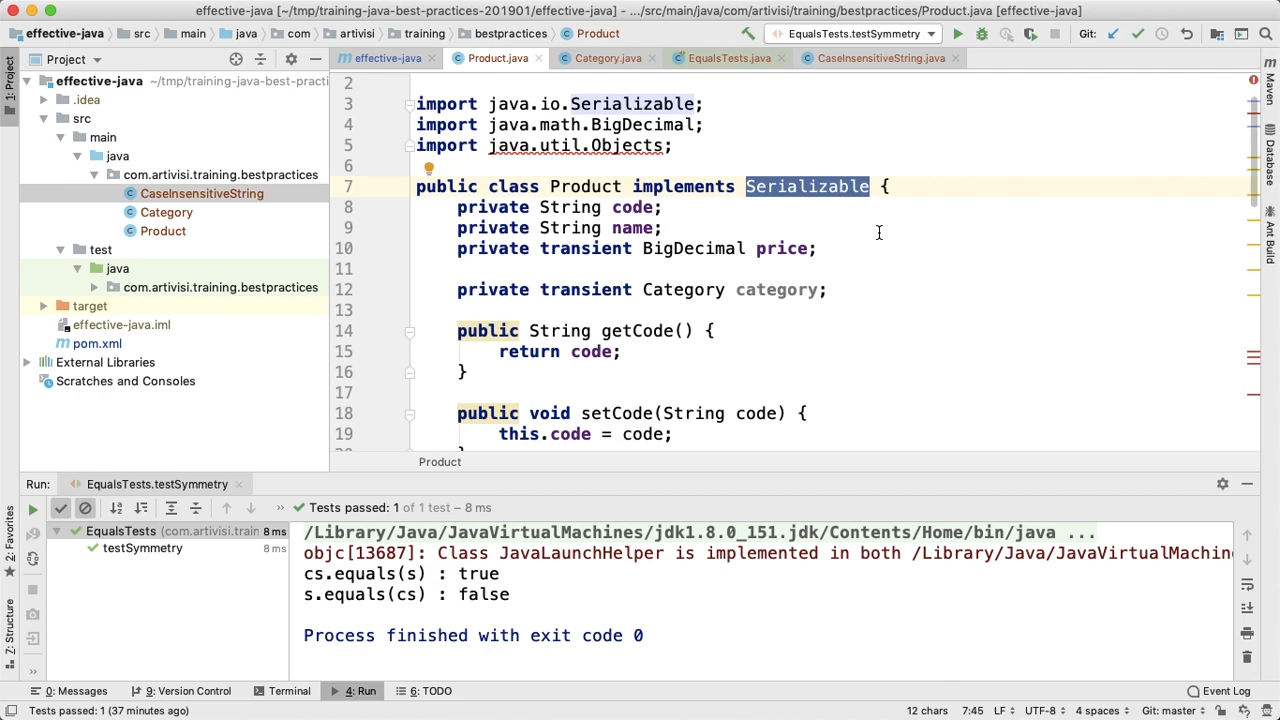 effective-java [~/tmp/training-java-best-practices-201901/effective-java] - .../src/main/java/com/artivisi/training/bestpractices/Product.java [effective-java]
effective-java
src
main
java
com
artivisi
training
bestpractices
Product
EqualsTests.testSymmetry
Git:
Project
effective-java
Product.java
Category.java
EqualsTests.java
CaseInsensitiveString.java
effective-java ~/tmp/training-java-best-practi
.idea
src
main
java
com.artivisi.training.bestpractices
CaseInsensitiveString
Category
Product
test
java
com.artivisi.training.bestpractices
target
effective-java.iml
pom.xml
External Libraries
Scratches and Consoles
1: Project
2: Favorites
7: Structure
2
3 import java.io.Serializable;
4 import java.math.BigDecimal;
5 import java.util.Objects;
6
7 public class Product implements Serializable {
8 private String code;
9 private String name;
10 private transient BigDecimal price;
11
12 private transient Category category;
13
14 public String getCode() {
15 return code;
16 }
17
18 public void setCode(String code) {
19 this.code = code;
Product
Maven
Database
Ant Build
Run: EqualsTests.testSymmetry
Tests passed: 1 of 1 test – 8 ms
EqualsTests (com.artivisi.train 8 ms
testSymmetry 8 ms
/Library/Java/JavaVirtualMachines/jdk1.8.0_151.jdk/Contents/Home/bin/java ...
objc[13687]: Class JavaLaunchHelper is implemented in both /Library/Java/JavaVirtualMachin
cs.equals(s) : true
s.equals(cs) : false
Process finished with exit code 0
0: Messages
9: Version Control
Terminal
4: Run
6: TODO
Event Log
Tests passed: 1 (37 minutes ago)
12 chars
7:45
LF
UTF-8
4 spaces
Git: master